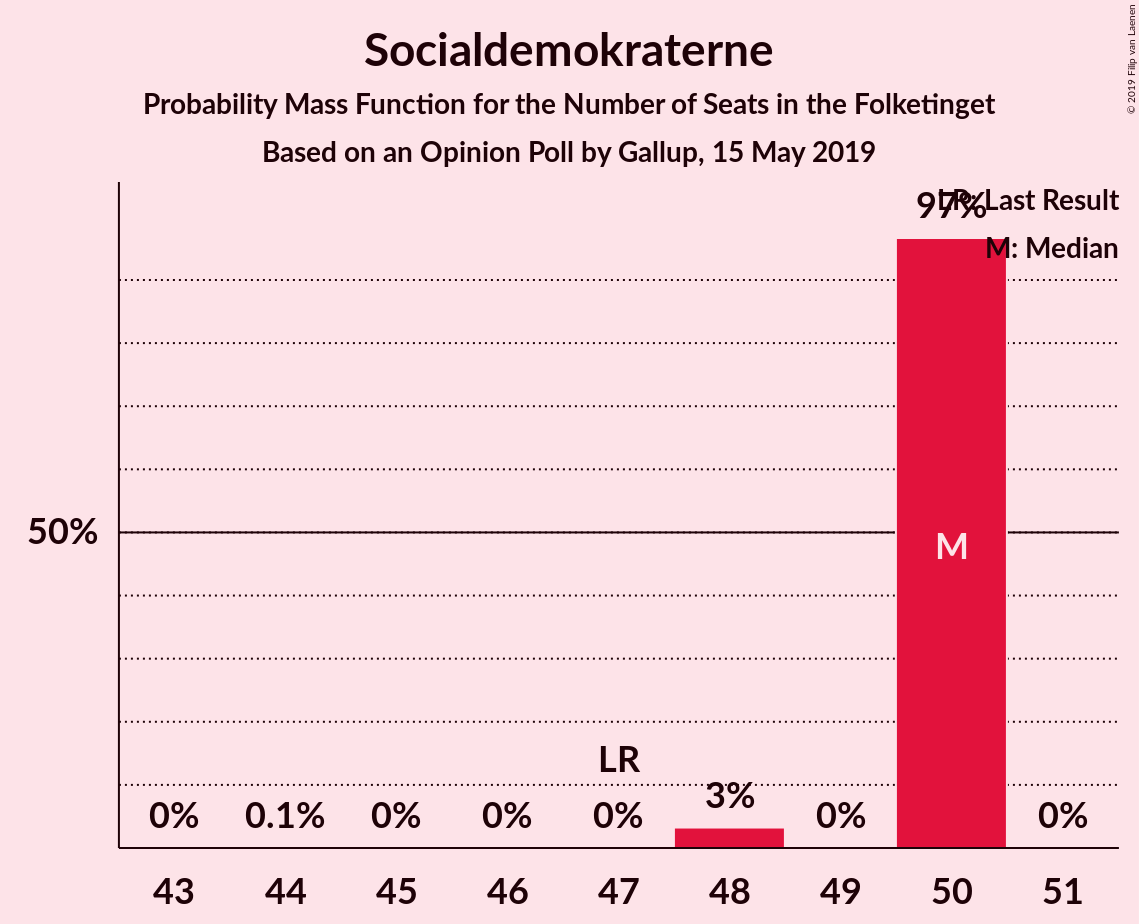 Socialdemokraterne
Probability Mass Function for the Number of Seats in the Folketinget
Based on an Opinion Poll by Gallup, 15 May 2019
© 2019 Filip van Laenen
LR: Last Result
M: Median
97%
50%
M
LR
0% 0.1% 0% 0% 0% 3% 0% 0%
43 44 45 46 47 48 49 50 51